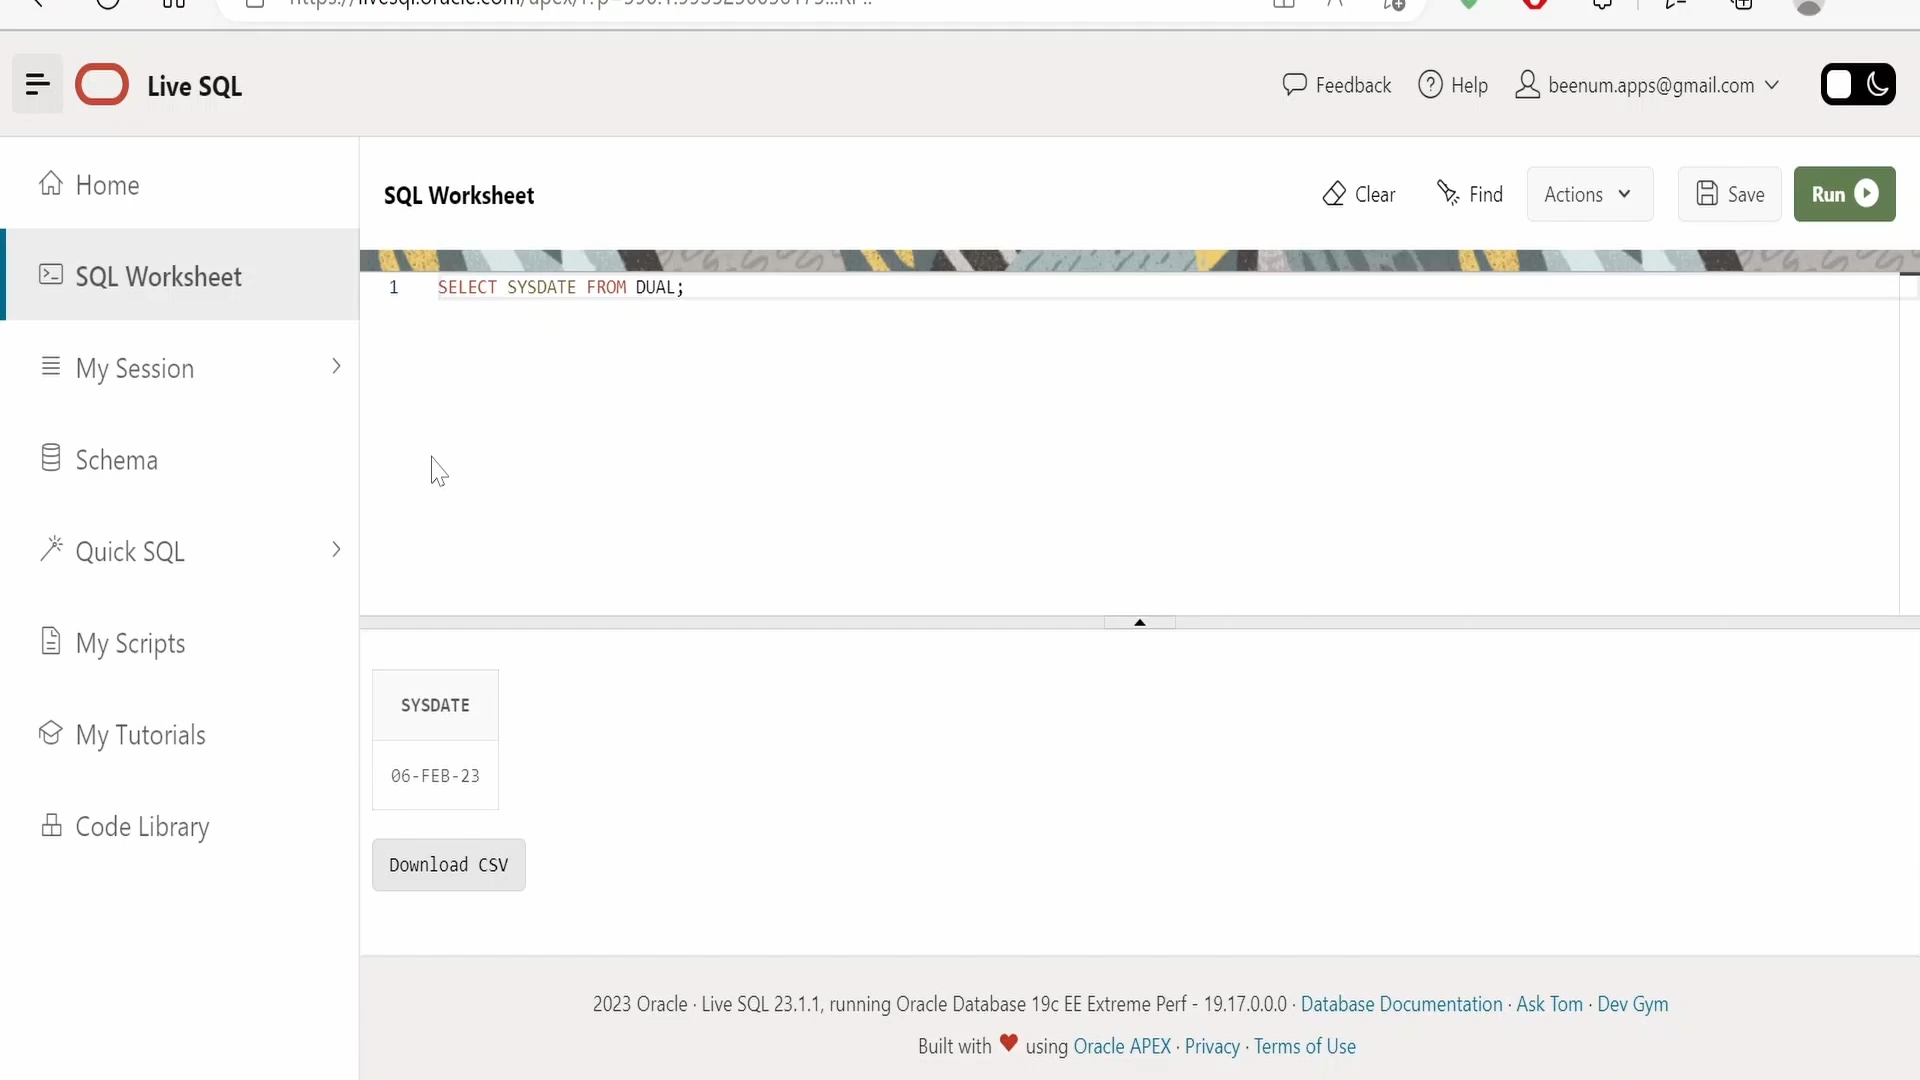 Live SQL
Feedback
Help
beenum.apps@gmail.com
Home
SQL Worksheet
My Session
Schema
Quick SQL
My Scripts
My Tutorials
Code Library
SQL Worksheet
Clear
Find
Actions
Save
Run
1 SELECT SYSDATE FROM DUAL;
SYSDATE
06-FEB-23
Download CSV
2023 Oracle · Live SQL 23.1.1, running Oracle Database 19c EE Extreme Perf - 19.17.0.0.0 · Database Documentation · Ask Tom · Dev Gym
Built with ❤ using Oracle APEX · Privacy · Terms of Use